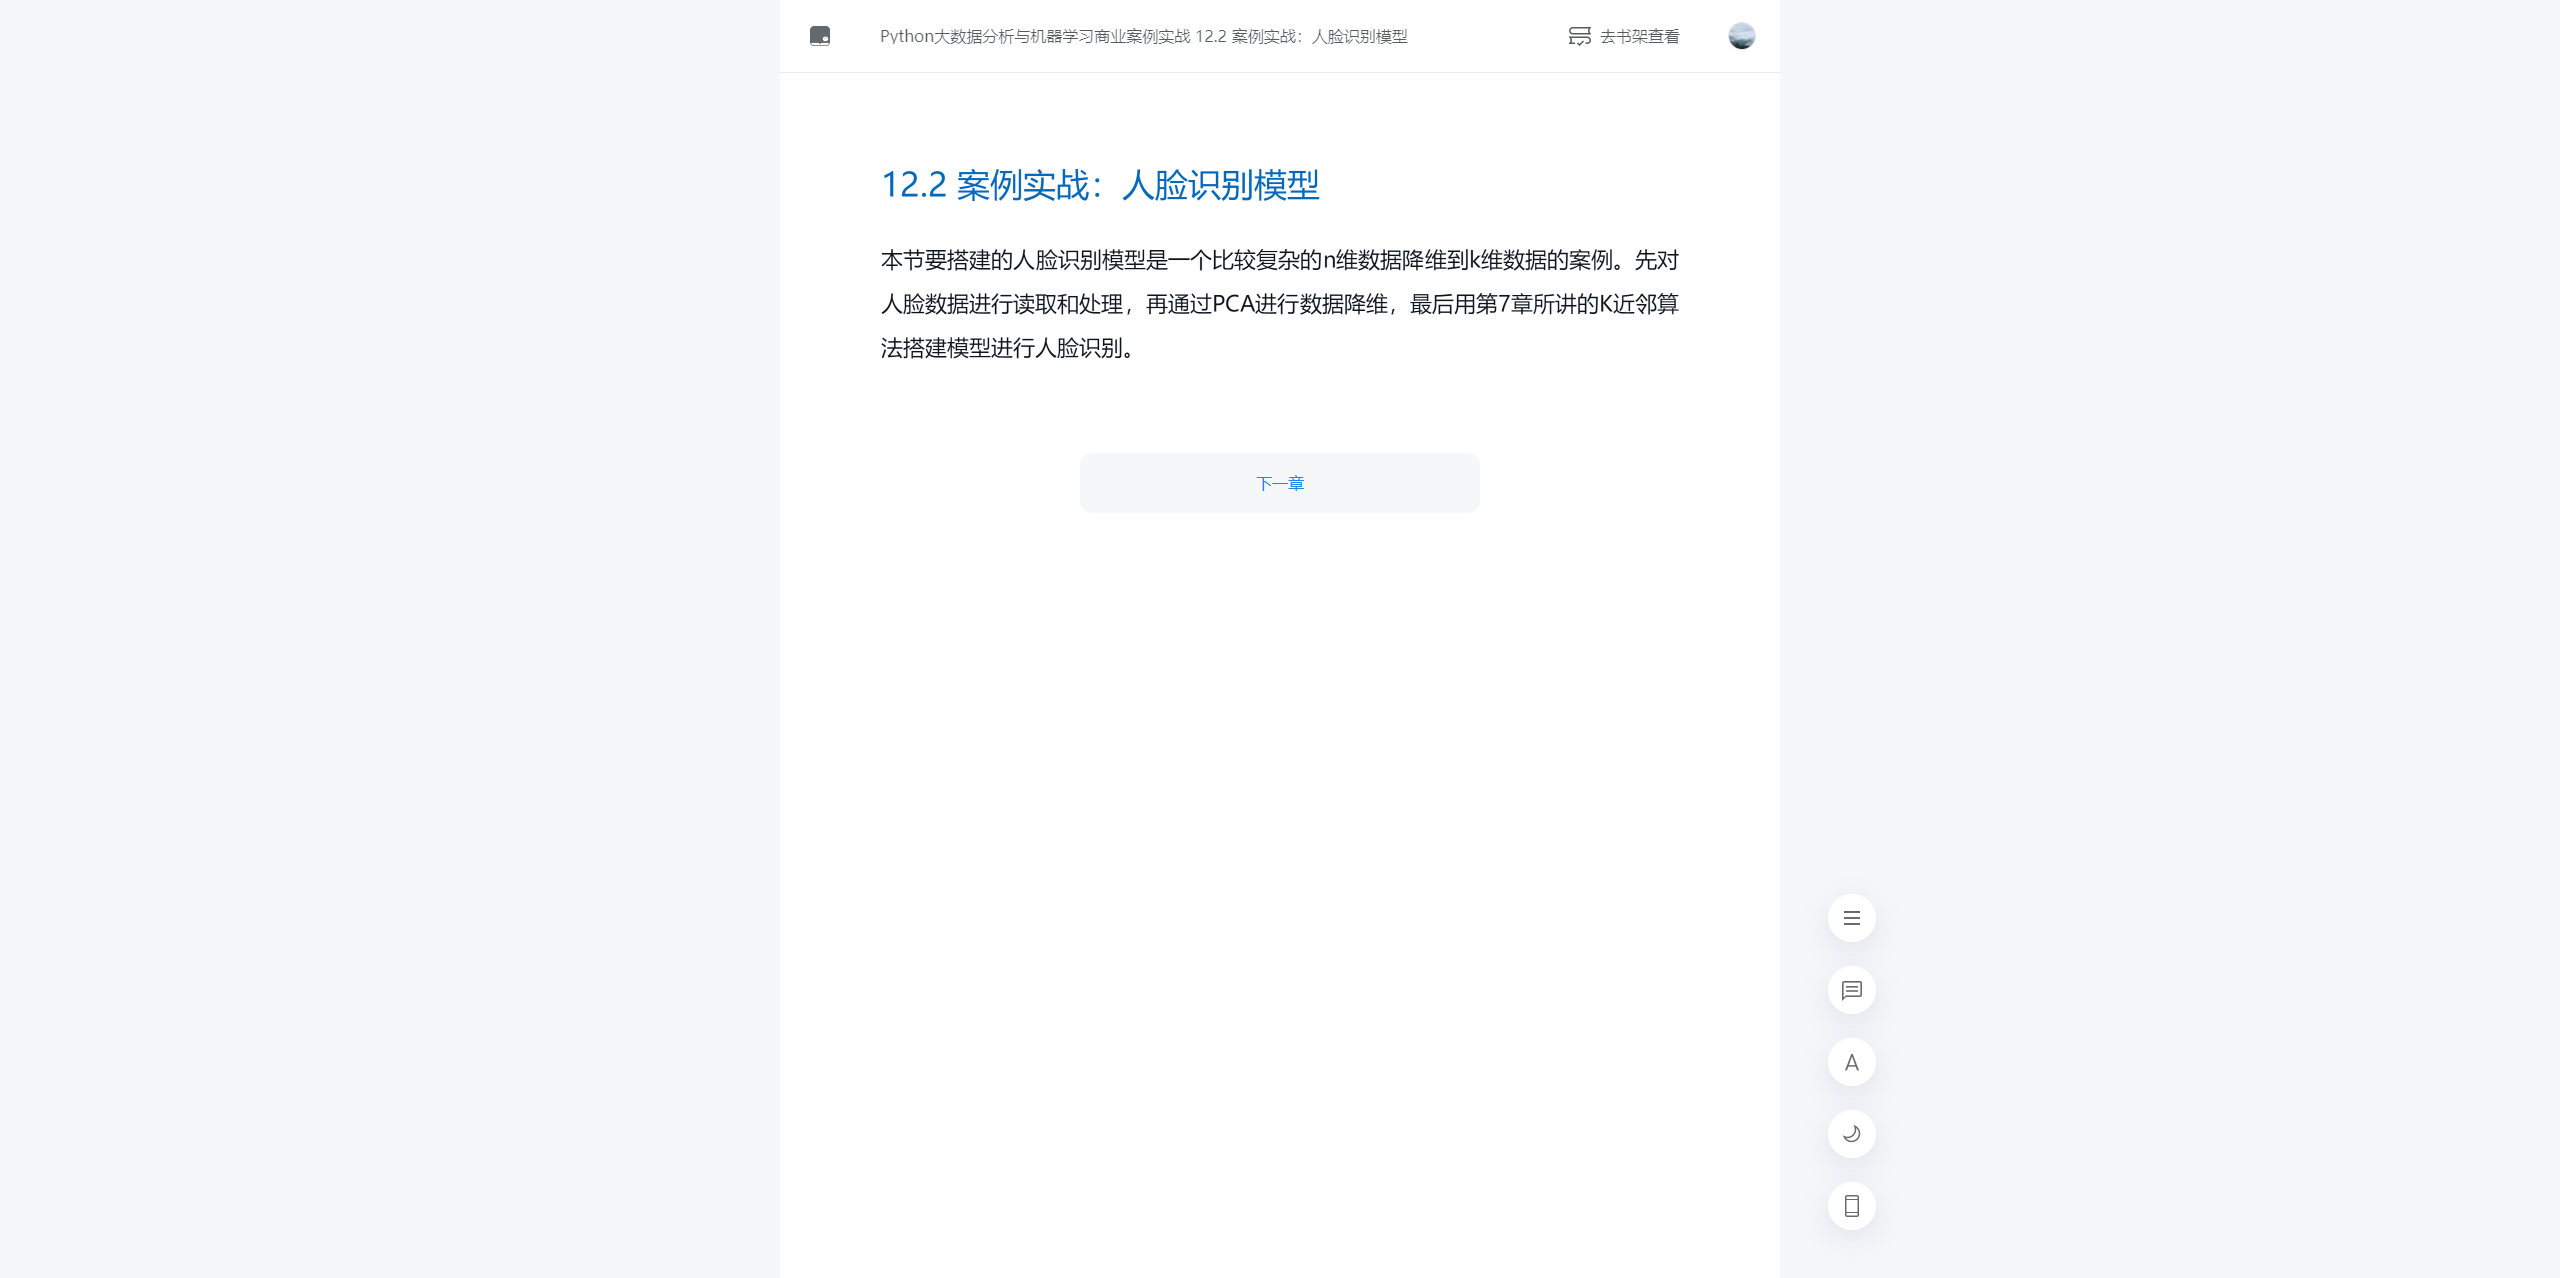 Python大数据分析与机器学习商业案例实战 12.2 案例实战：人脸识别模型
去书架查看
12.2 案例实战：人脸识别模型
本节要搭建的人脸识别模型是一个比较复杂的n维数据降维到k维数据的案例。先对
人脸数据进行读取和处理，再通过PCA进行数据降维，最后用第7章所讲的K近邻算
法搭建模型进行人脸识别。
下一章
A